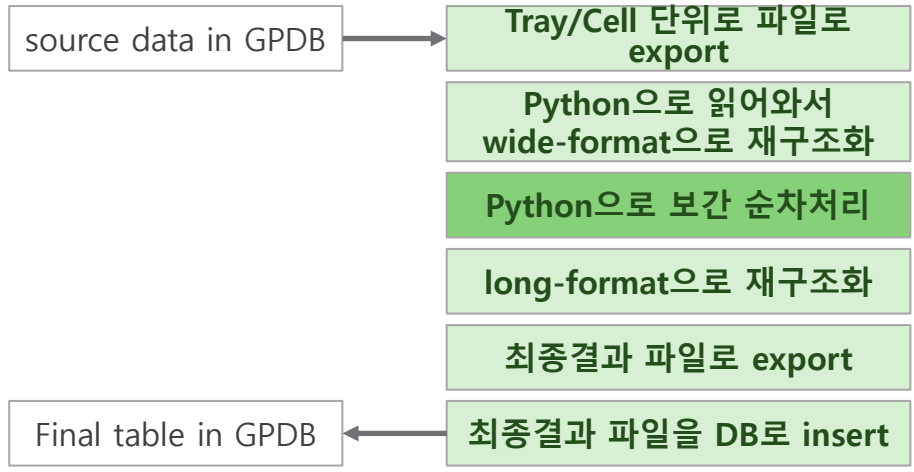 source data in GPDB
Tray/Cell 단위로 파일로
export
Python으로 읽어와서
wide-format으로 재구조화
Python으로 보간 순차처리
long-format으로 재구조화
최종결과 파일로 export
Final table in GPDB
최종결과 파일을 DB로 insert